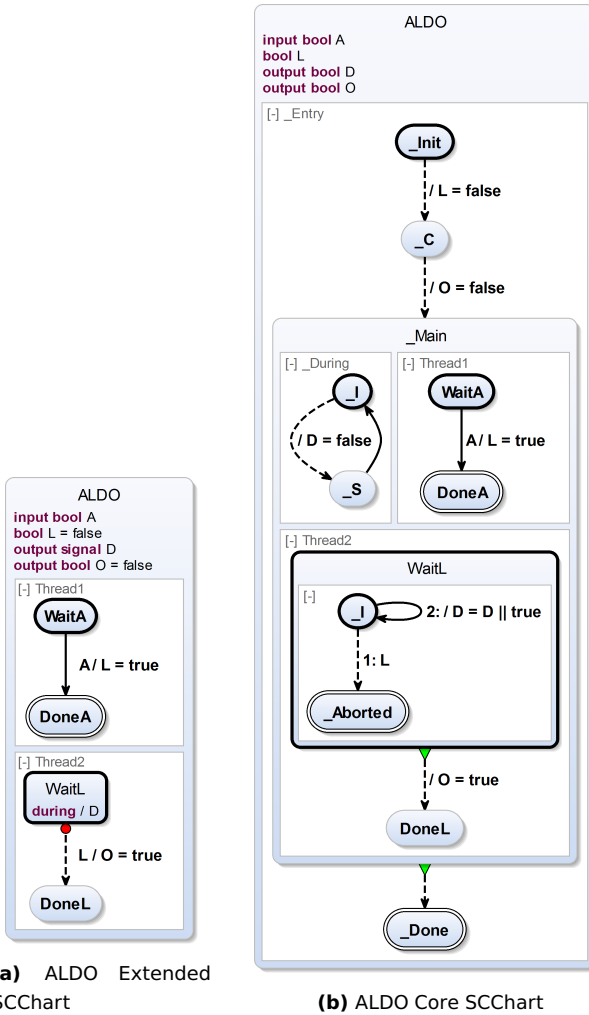 ALDO
input bool A
bool L
output bool D
output bool O
[-] _Entry
_Init
/ L = false
_C
/ O = false
_Main
[-] _During
_I
/ D = false
_S
[-] Thread1
WaitA
A / L = true
DoneA
[-] Thread2
WaitL
[-]
_I
2: / D = D || true
1: L
_Aborted
/ O = true
DoneL
_Done
(b) ALDO Core SCChart
ALDO
input bool A
bool L = false
output signal D
output bool O = false
[-] Thread1
WaitA
A / L = true
DoneA
[-] Thread2
WaitL
during / D
L / O = true
DoneL
a) ALDO Extended
SCChart